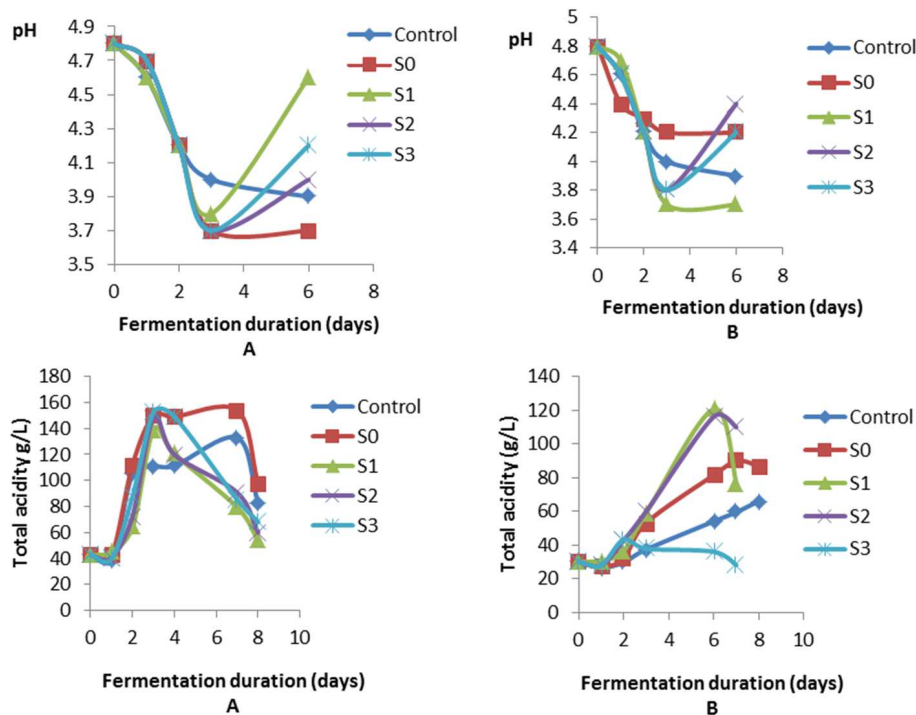 pH
4.9
4.7
4.5
4.3
4.1
3.9
3.7
3.5
0 2 4 6 8
Fermentation duration (days)
A
Control
S0
S1
S2
S3
pH
5
4.8
4.6
4.4
4.2
4
3.8
3.6
3.4
0 2 4 6 8
Fermentation duration (days)
B
Control
S0
S1
S2
S3
Total acidity g/L
180
160
140
120
100
80
60
40
20
0
0 2 4 6 8 10
Fermentation duration (days)
A
Control
S0
S1
S2
S3
Total acidity (g/L)
140
120
100
80
60
40
20
0
0 2 4 6 8 10
Fermentation duration (days)
B
Control
S0
S1
S2
S3